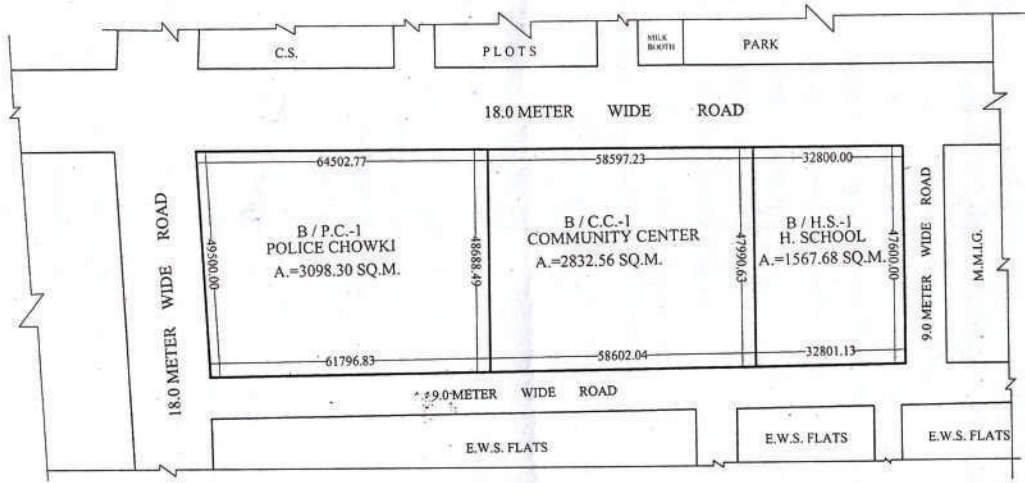 C.S.
PLOTS
MILK
BOOTH
PARK
18.0 METER WIDE ROAD
64502.77
58597.23
32800.00
18.0 METER WIDE ROAD
49500.00
B / P.C.-1
POLICE CHOWKI
A.=3098.30 SQ.M.
48688.49
B / C.C.-1
COMMUNITY CENTER
A.=2832.56 SQ.M.
47990.63
B / H.S.-1
H. SCHOOL
A.=1567.68 SQ.M.
47600.00
9.0 METER WIDE ROAD
M.M.I.G.
61796.83
58602.04
32801.13
9.0 METER WIDE ROAD
E.W.S. FLATS
E.W.S. FLATS
E.W.S. FLATS